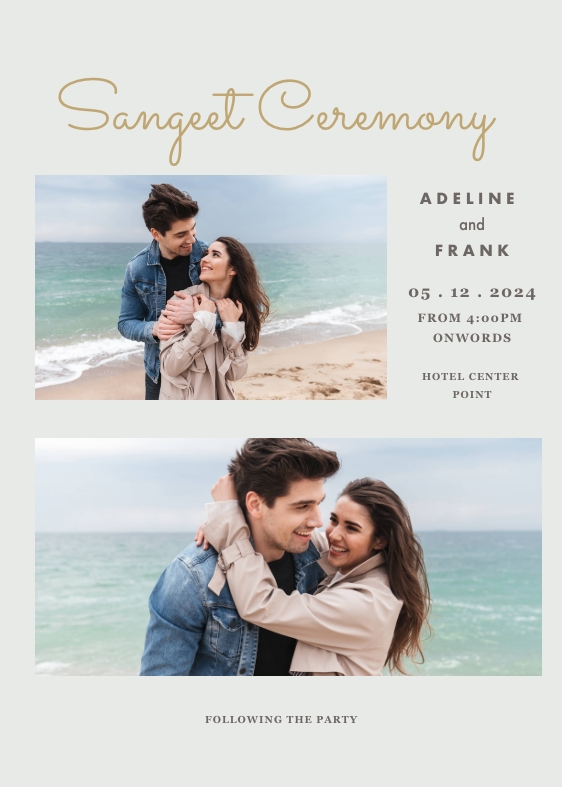 Sangeet Ceremony
ADELINE
and
FRANK
05 . 12 . 2024
FROM 4:00PM
ONWORDS
HOTEL CENTER
POINT
FOLLOWING THE PARTY